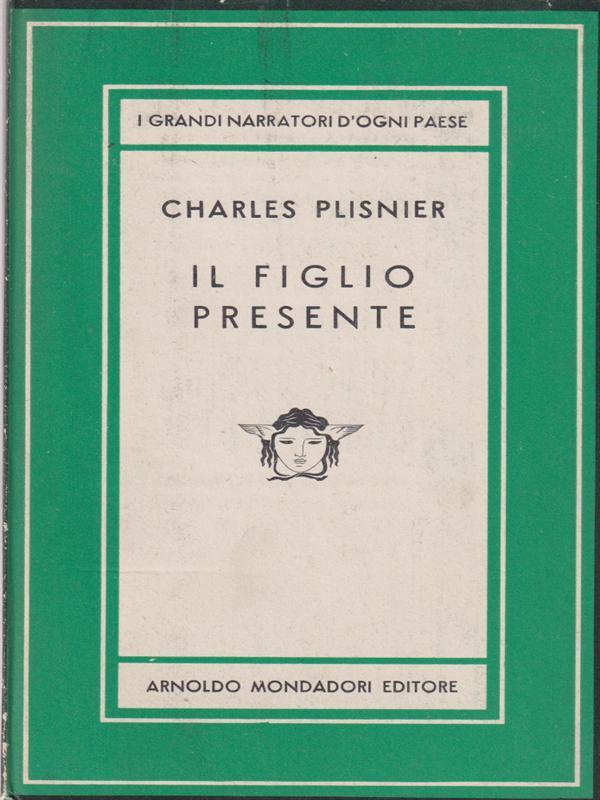 I GRANDI NARRATORI D'OGNI PAESE
CHARLES PLISNIER
IL FIGLIO
PRESENTE
ARNOLDO MONDADORI EDITORE